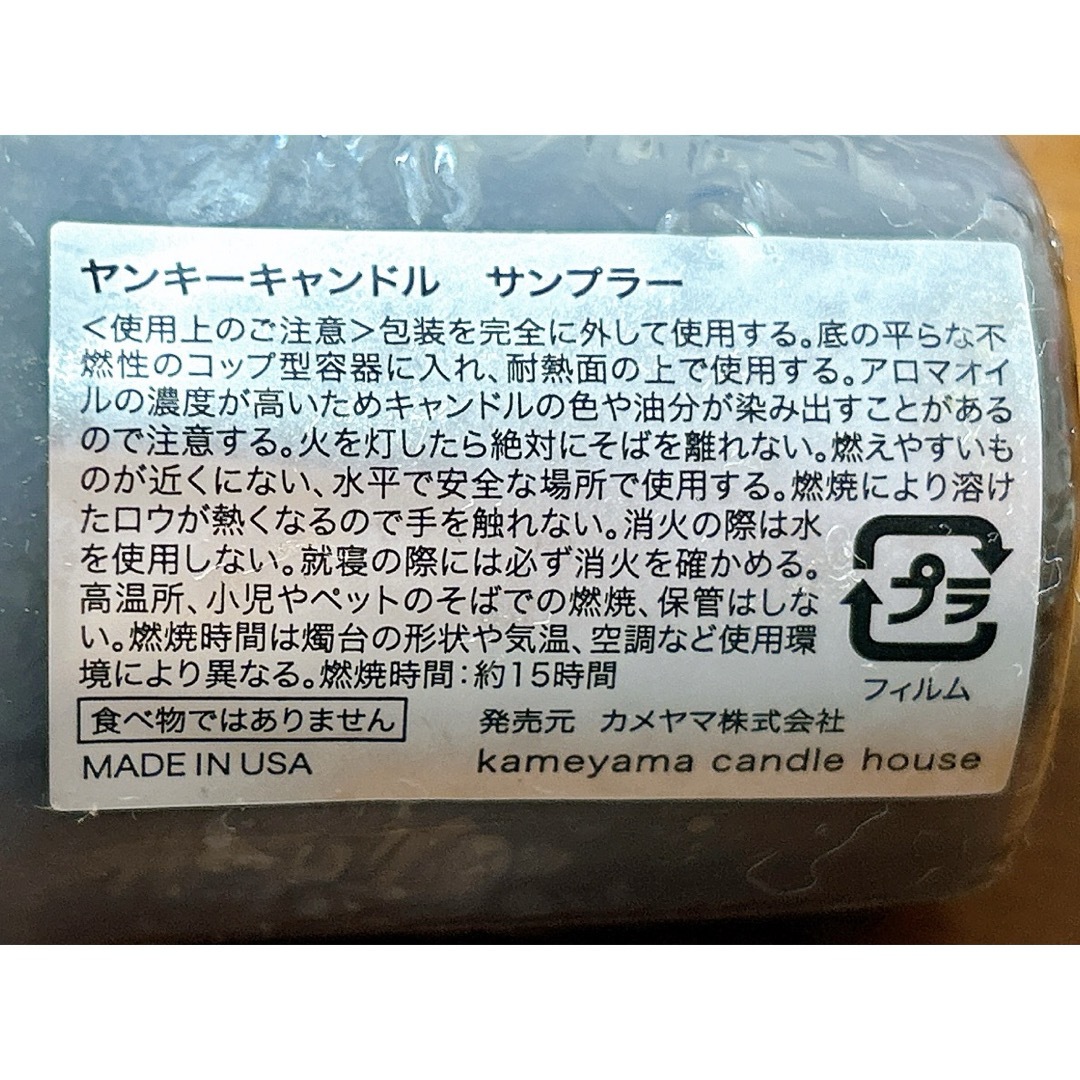 ヤンキーキャンドル サンプラー
<使用上のご注意>包装を完全に外して使用する。底の平らな不
燃性のコップ型容器に入れ、耐熱面の上で使用する。アロマオイ
ルの濃度が高いためキャンドルの色や油分が染み出すことがある
ので注意する。火を灯したら絶対にそばを離れない。燃えやすいも
のが近くにない、水平で安全な場所で使用する。燃焼により溶け
たロウが熱くなるので手を触れない。消火の際は水
を使用しない。就寝の際には必ず消火を確かめる。
高温所、小児やペットのそばでの燃焼、保管はしな
い。燃焼時間は燭台の形状や気温、空調など使用環
境により異なる。燃焼時間:約15時間
プラ
フィルム
食べ物ではありません
発売元 カメヤマ株式会社
MADE IN USA
kameyama candle house